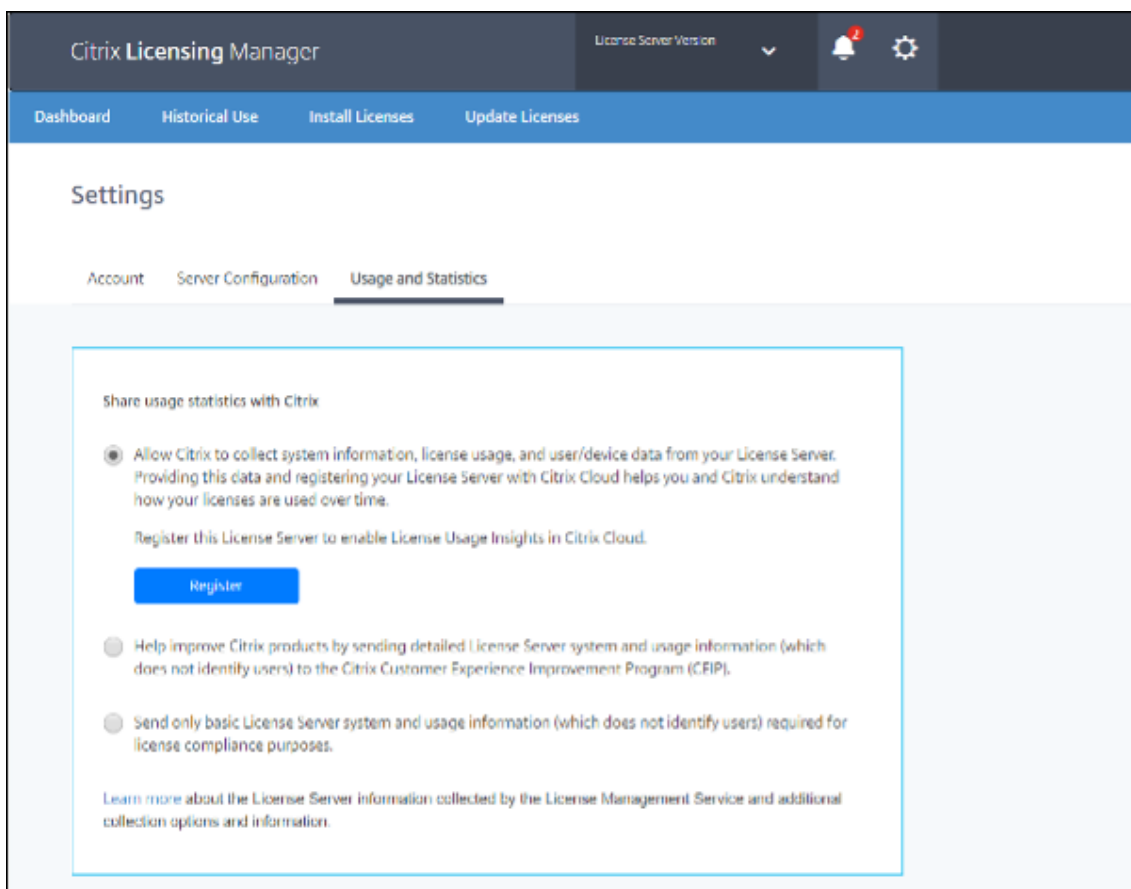 Citrix Licensing Manager
License Server Version
2
Dashboard
Historical Use
Install Licenses
Update Licenses
Settings
Account
Server Configuration
Usage and Statistics
Share usage statistics with Citrix
Allow Citrix to collect system information, license usage, and user/device data from your License Server.
Providing this data and registering your License Server with Citrix Cloud helps you and Citrix understand
how your licenses are used over time.
Register this License Server to enable License Usage Insights in Citrix Cloud.
Register
Help improve Citrix products by sending detailed License Server system and usage information (which
does not identify users) to the Citrix Customer Experience Improvement Program (CEIP).
Send only basic License Server system and usage information (which does not identify users) required for
license compliance purposes.
Learn more about the License Server information collected by the License Management Service and additional
collection options and information.